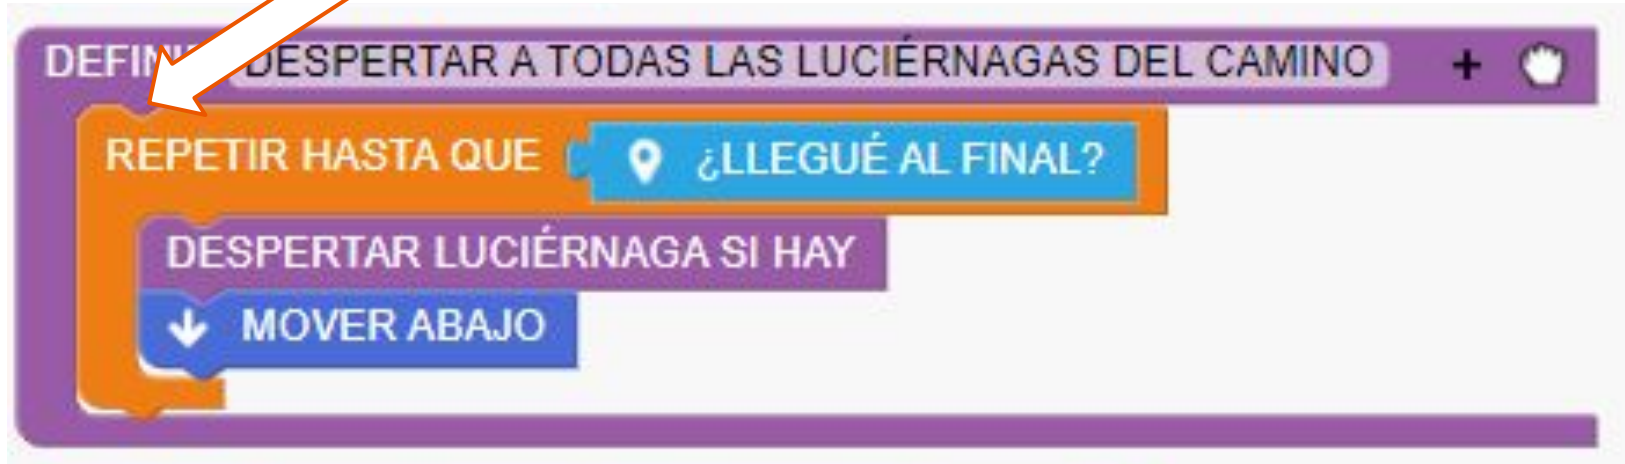 DESPERTAR A TODAS LAS LUCIÉRNAGAS DEL CAMINO +
REPETIR HASTA QUE ¿LLEGUÉ AL FINAL?
DESPERTAR LUCIÉRNAGA SI HAY
MOVER ABAJO